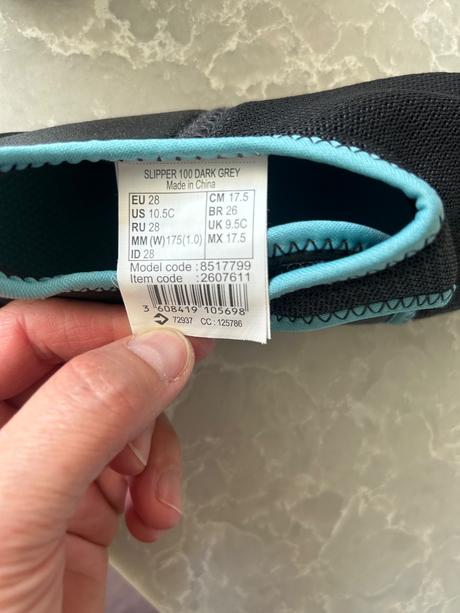 SLIPPER 100 DARK GREY
Made in China
EU 28 CM 17.5
US 10.5C BR 26
RU 28 UK 9.5C
MM (W)175(1.0) MX 17.5
ID 28
Model code : 8517799
Item code : 2607611
3 608419 105698
72937 CC : 125786